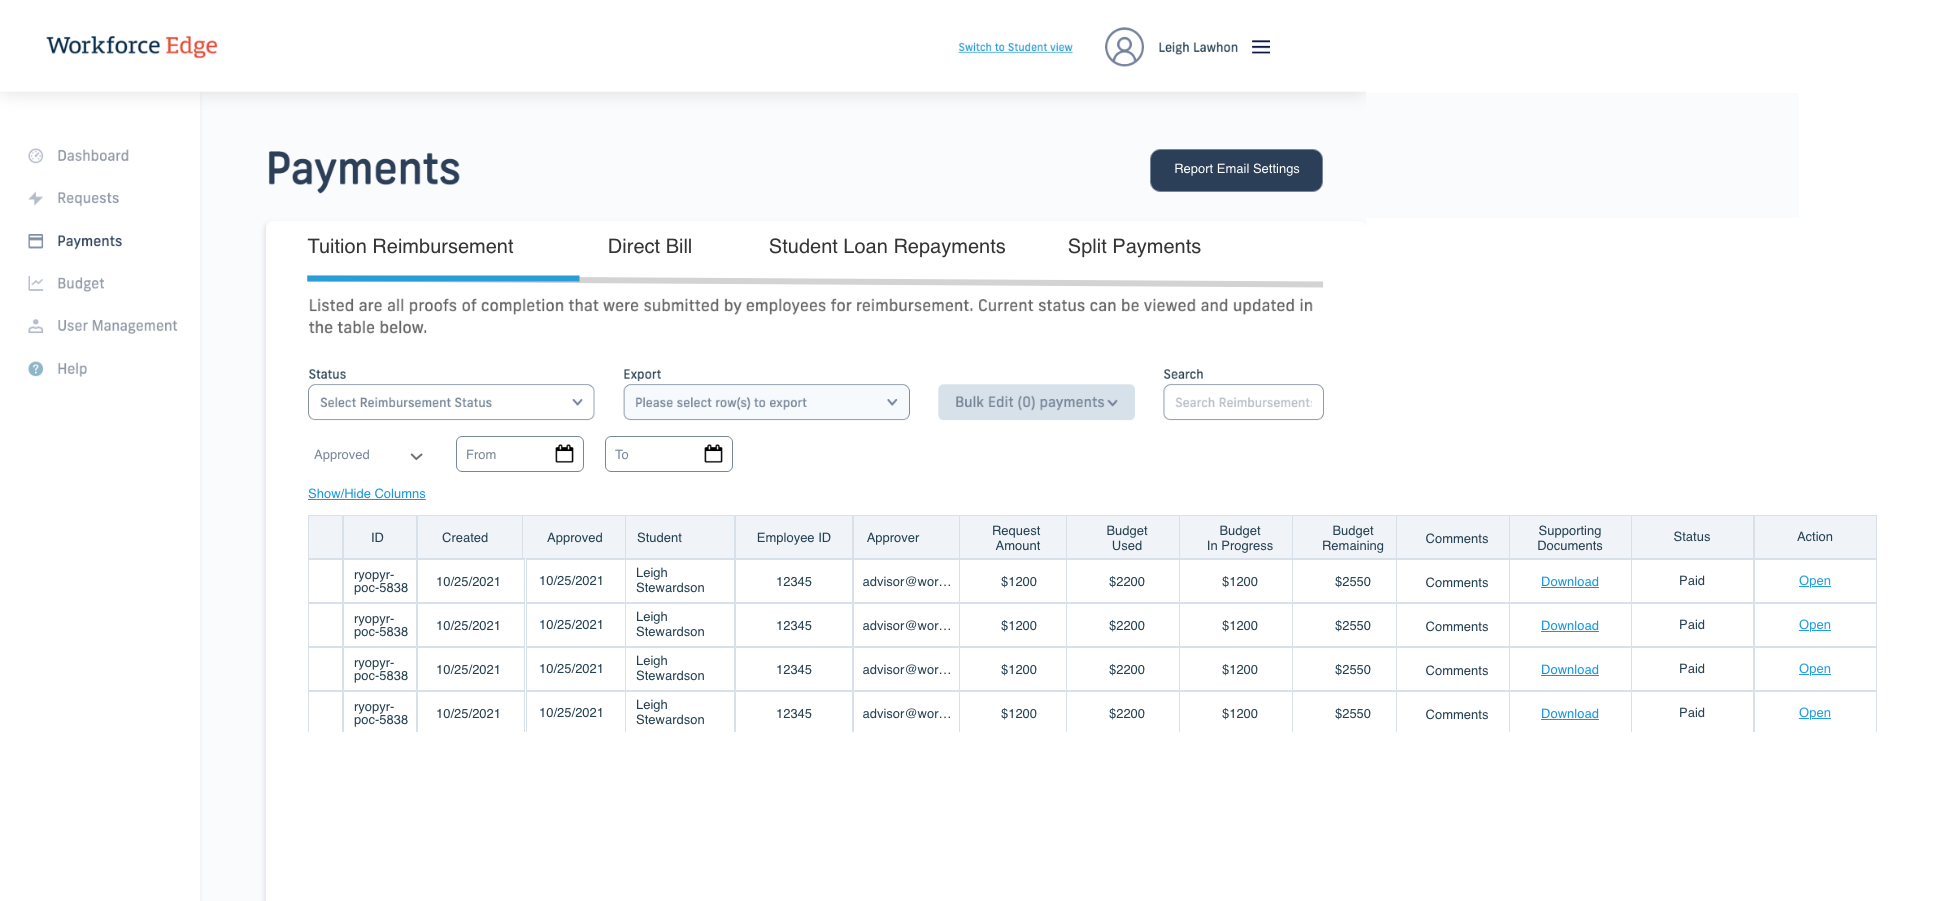 Workforce Edge
Switch to Student view
Leigh Lawhon
Dashboard
Requests
Payments
Budget
User Management
? Help
Payments
Report Email Settings
Tuition Reimbursement Direct Bill Student Loan Repayments Split Payments
Listed are all proofs of completion that were submitted by employees for reimbursement. Current status can be viewed and updated in
the table below.
Status Export Search
Select Reimbursement Status Please select row(s) to export Bulk Edit (0) payments Search Reimbursement
Approved From To
Show/Hide Columns
ID Created Approved Student Employee ID Approver Request Amount Budget Used Budget In Progress Budget Remaining Comments Supporting Documents Status Action
ryopyr-poc-5838 10/25/2021 10/25/2021 Leigh Stewardson 12345 advisor@wor... $1200 $2200 $1200 $2550 Comments Download Paid Open
ryopyr-poc-5838 10/25/2021 10/25/2021 Leigh Stewardson 12345 advisor@wor... $1200 $2200 $1200 $2550 Comments Download Paid Open
ryopyr-poc-5838 10/25/2021 10/25/2021 Leigh Stewardson 12345 advisor@wor... $1200 $2200 $1200 $2550 Comments Download Paid Open
ryopyr-poc-5838 10/25/2021 10/25/2021 Leigh Stewardson 12345 advisor@wor... $1200 $2200 $1200 $2550 Comments Download Paid Open